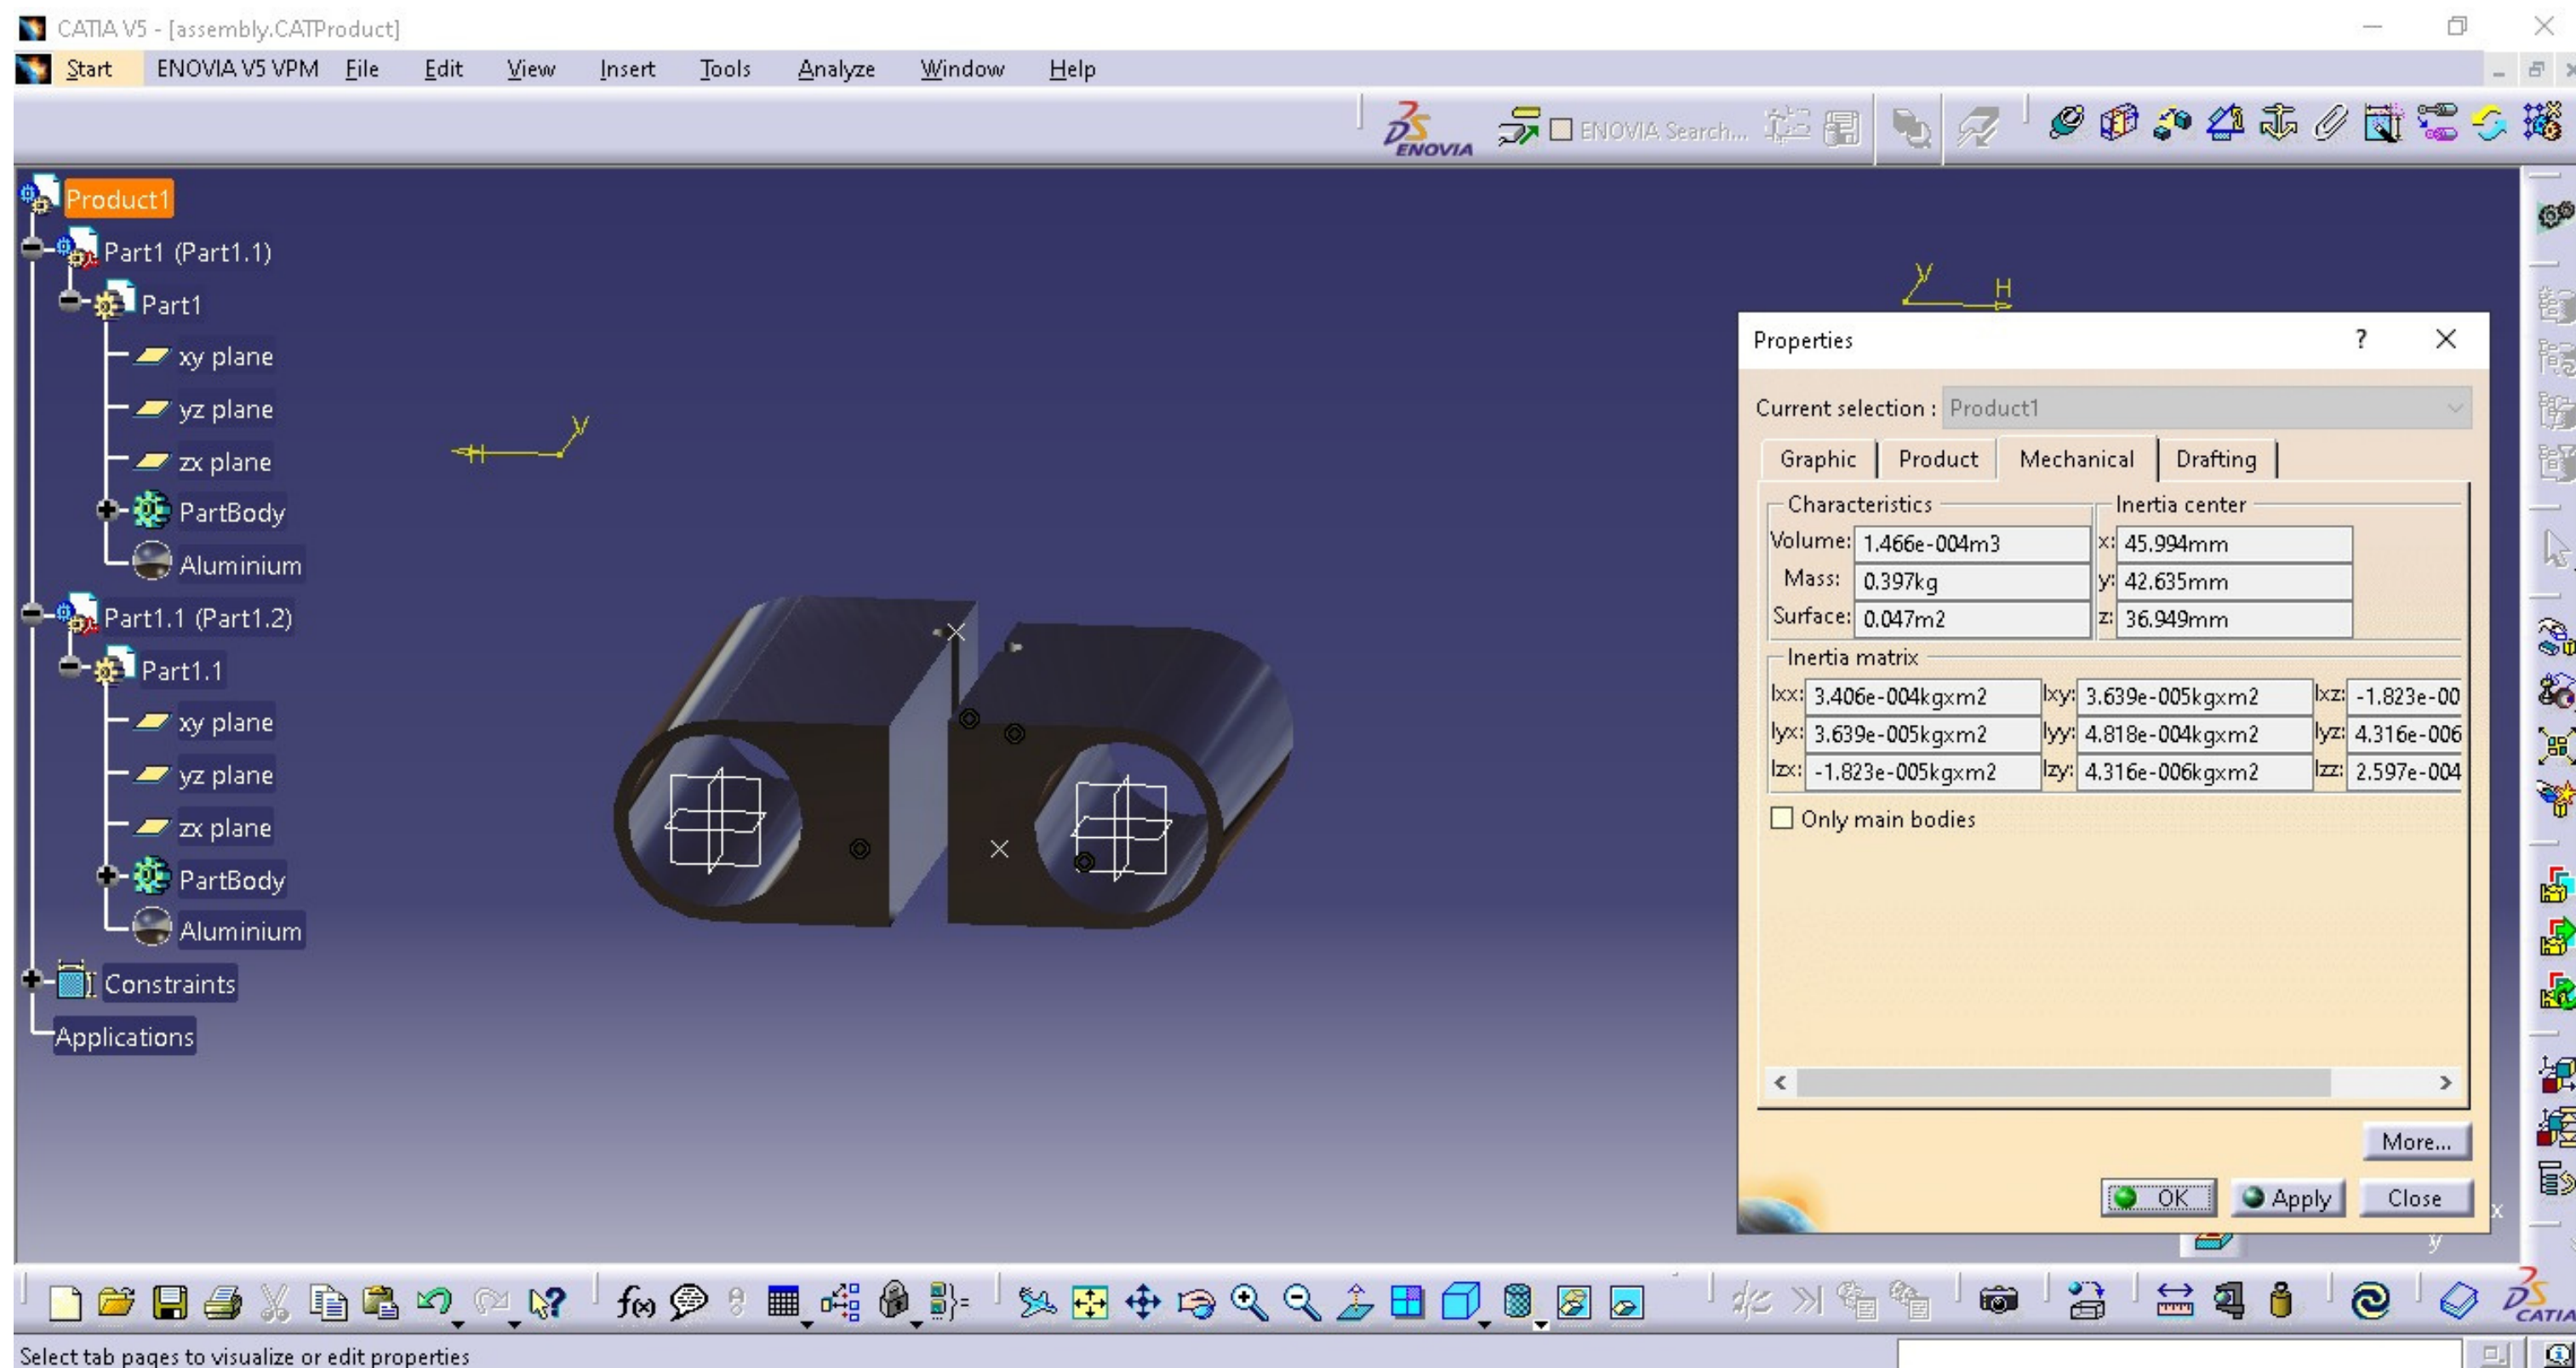 CATIA V5 - [assembly.CATProduct]
Start ENOVIA V5 VPM File Edit View Insert Tools Analyze Window Help
DS ENOVIA ENOVIA Search...
Product1
Part1 (Part1.1)
Part1
xy plane
yz plane
zx plane
PartBody
Aluminium
Part1.1 (Part1.2)
Part1.1
xy plane
yz plane
zx plane
PartBody
Aluminium
Constraints
Applications
H y
y H
Properties ? 
Current selection : Product1
Graphic Product Mechanical Drafting
Characteristics Inertia center
Volume: 1.466e-004m3 x: 45.994mm
Mass: 0.397kg y: 42.635mm
Surface: 0.047m2 z: 36.949mm
Inertia matrix
Ixx: 3.406e-004kgxm2 Ixy: 3.639e-005kgxm2 Ixz: -1.823e-00
Iyx: 3.639e-005kgxm2 Iyy: 4.818e-004kgxm2 Iyz: 4.316e-006
Izx: -1.823e-005kgxm2 Izy: 4.316e-006kgxm2 Izz: 2.597e-004
Only main bodies
More...
OK Apply Close
x
y
f(x)
DS CATIA
Select tab pages to visualize or edit properties